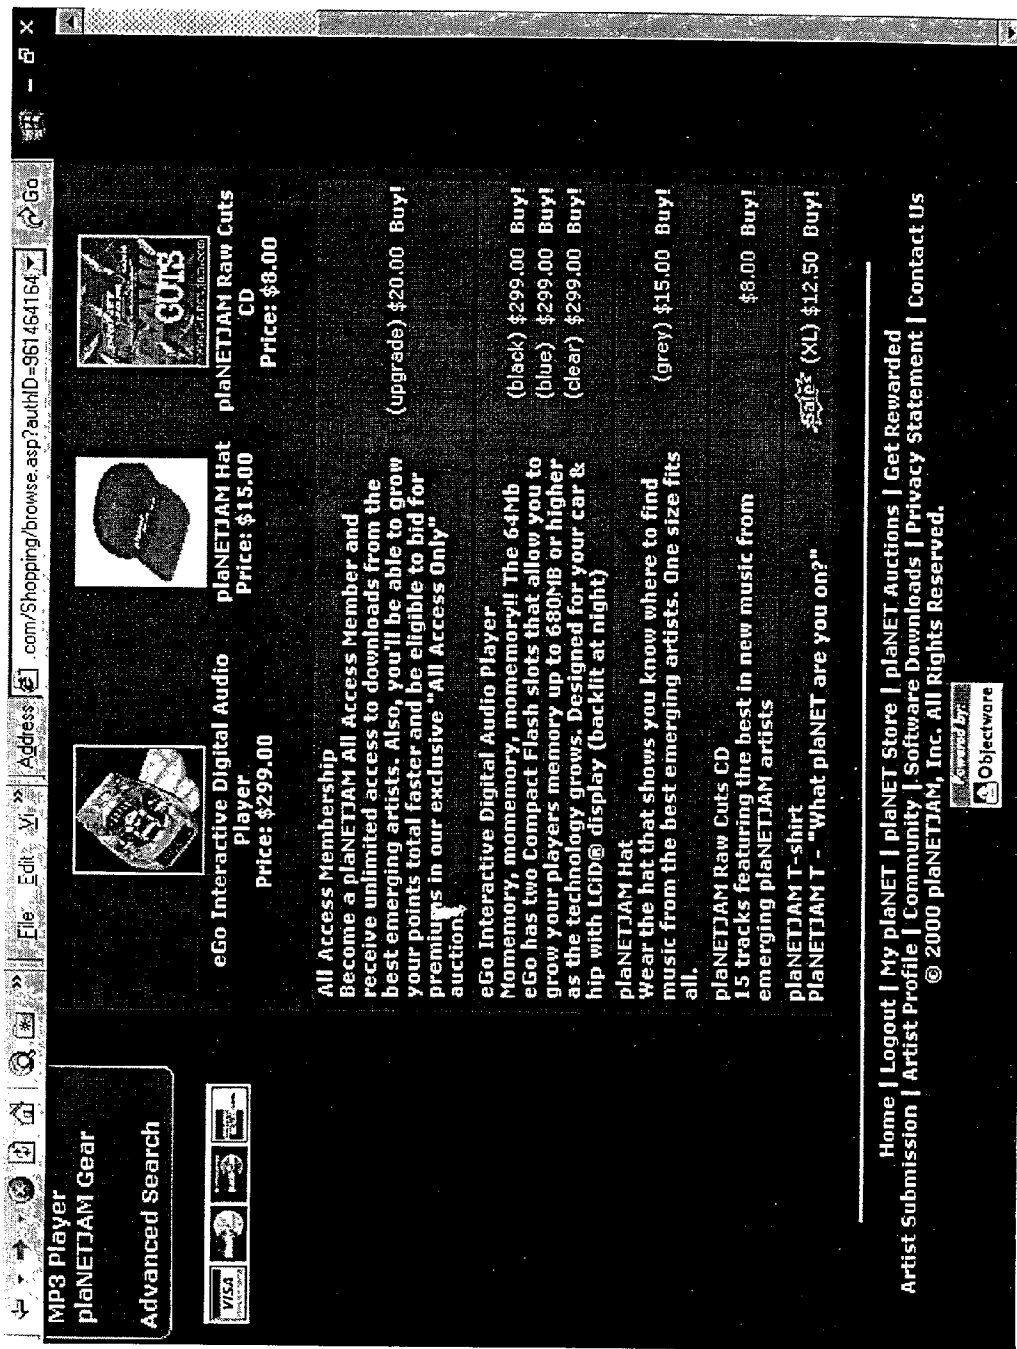 File Edit Vi » Address .com/Shopping/browse.asp?authID=961464164 Go
MP3 Player
plaNETJAM Gear
Advanced Search
VISA
eGo Interactive Digital Audo
Player
Price: $299.00
plaNETJAM Hat
Price: $15.00
CUTS
plaNETJAM Raw Cuts
CD
Price: $8.00
All Access Membership
Become a plaNETJAM All Access Member and
receive unlimited access to downloads from the
best emerging artists. Also, you'll be able to grow
your points total faster and be eligible to bid for
premiums in our exclusive "All Access Only"
auction.
(upgrade) $20.00 Buy!
eGo Interactive Digital Audio Player
Momemory, momemory, momemory!! The 64Mb
eGo has two Compact Flash slots that allow you to
grow your players memory up to 680MB or higher
as the technology grows. Designed for your car &
hip with LCiD® display (backlit at night)
(black) $299.00 Buy!
(blue) $299.00 Buy!
(clear) $299.00 Buy!
plaNETJAM Hat
Wear the hat that shows you know where to find
music from the best emerging artists. One size fits
all.
(grey) $15.00 Buy!
plaNETJAM Raw Cuts CD
15 tracks featuring the best in new music from
emerging plaNETJAM artists
$8.00 Buy!
plaNETJAM T-shirt
PlaNETJAM T - "What plaNET are you on?"
Sale! (XL) $12.50 Buy!
Home | Logout | My plaNET | plaNET Store | plaNET Auctions | Get Rewarded
Artist Submission | Artist Profile | Community | Software Downloads | Privacy Statement | Contact Us
© 2000 plaNETJAM, Inc. All Rights Reserved.
Powered by:
Objectware